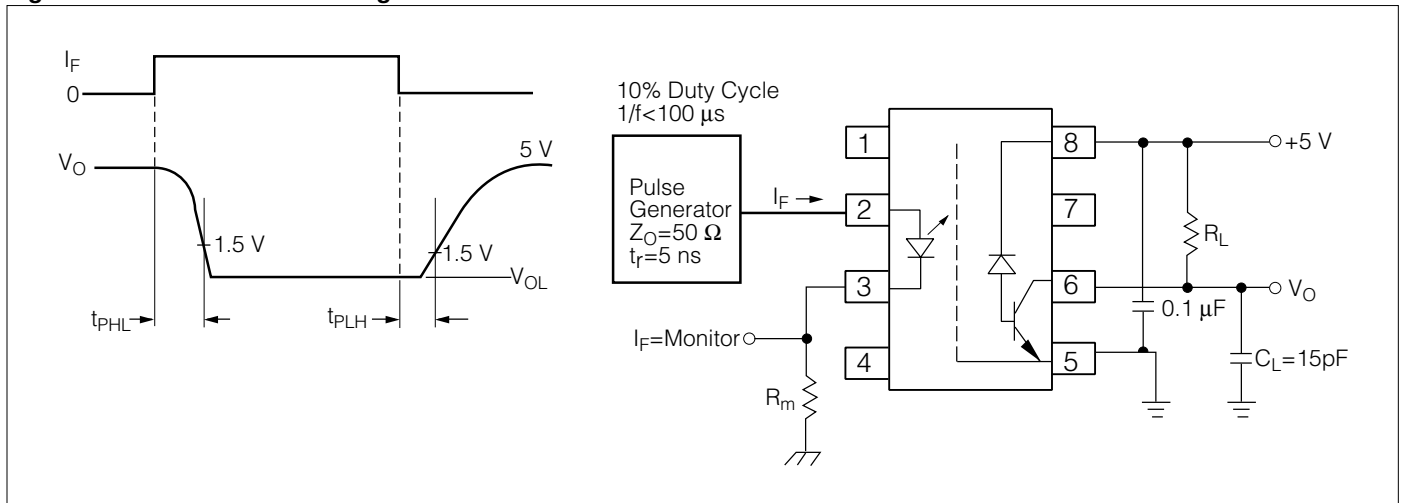 I_F
0
V_O
5 V
1.5 V
1.5 V
V_OL
t_PHL
t_PLH
10% Duty Cycle
1/f<100 μs
Pulse
Generator
Z_O=50 Ω
t_r=5 ns
I_F
I_F=Monitor
R_m
1
2
3
4
8
7
6
5
+5 V
R_L
V_O
0.1 μF
C_L=15pF